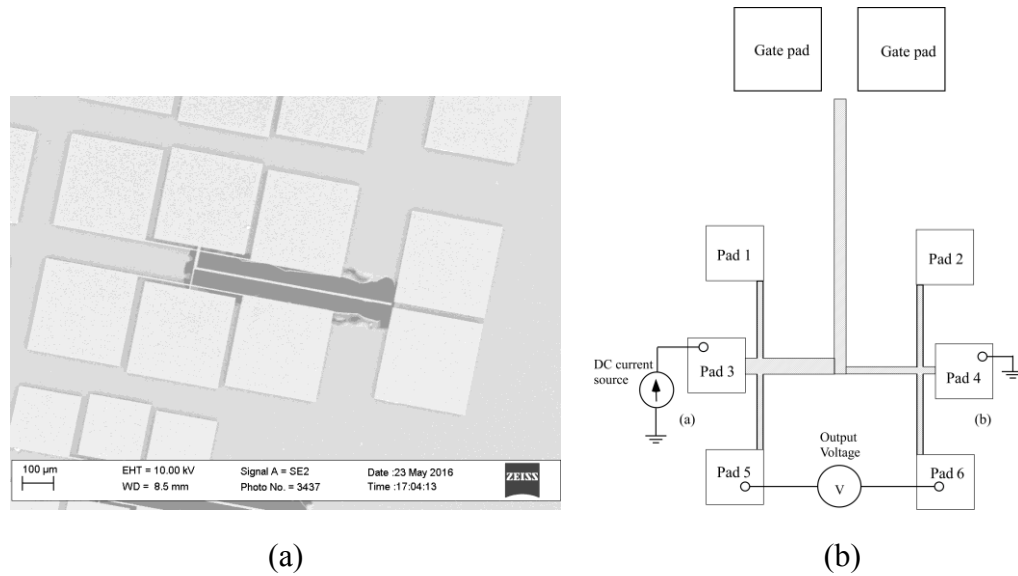 100 µm
EHT = 10.00 kV
WD = 8.5 mm
Signal A = SE2
Photo No. = 3437
Date :23 May 2016
Time :17:04:13
ZEISS
(a)
Gate pad
Gate pad
Pad 1
Pad 2
DC current
source
Pad 3
Pad 4
(a)
(b)
Output
Voltage
Pad 5
V
Pad 6
(b)